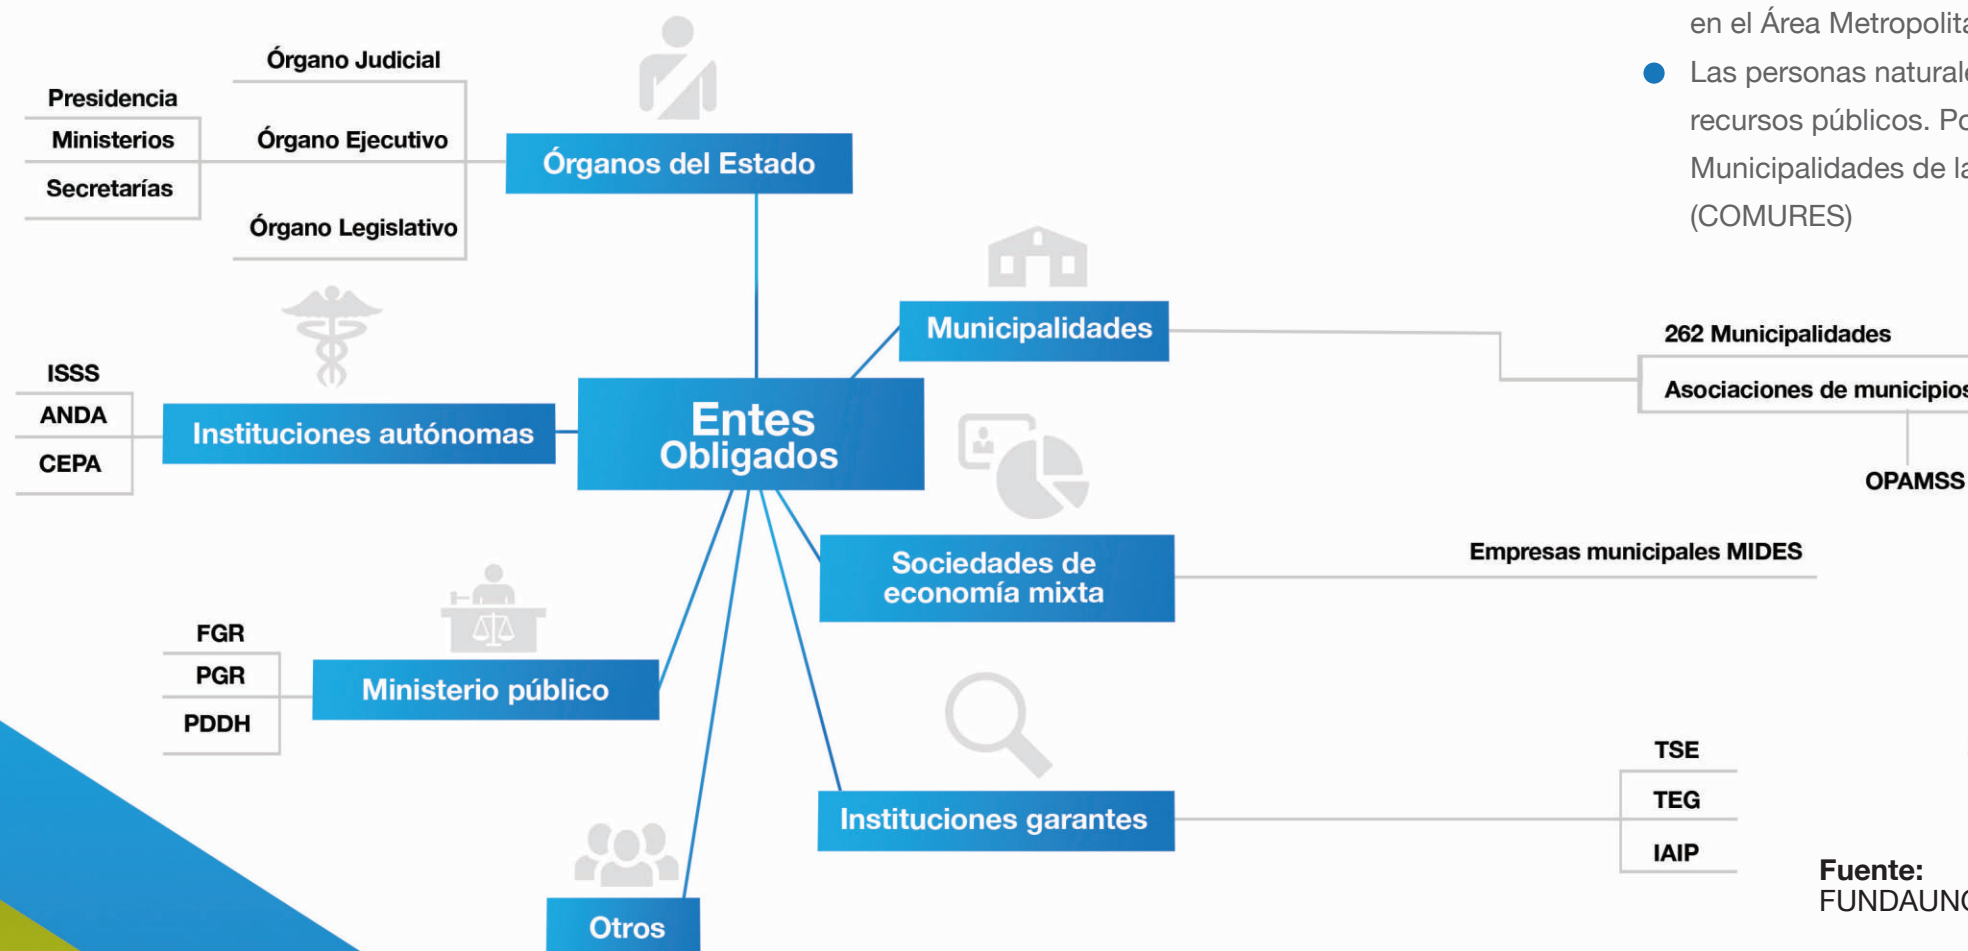 en el Área Metropolita
Las personas naturale
recursos públicos. Po
Municipalidades de la
(COMURES)
Órgano Judicial
Presidencia
Ministerios
Órgano Ejecutivo
Secretarías
Órgano Legislativo
Órganos del Estado
Municipalidades
262 Municipalidades
Asociaciones de municipios
OPAMSS
ISSS
ANDA
CEPA
Instituciones autónomas
Entes
Obligados
Sociedades de
economía mixta
Empresas municipales MIDES
FGR
PGR
PDDH
Ministerio público
Instituciones garantes
TSE
TEG
IAIP
Otros
Fuente:
FUNDAUNG